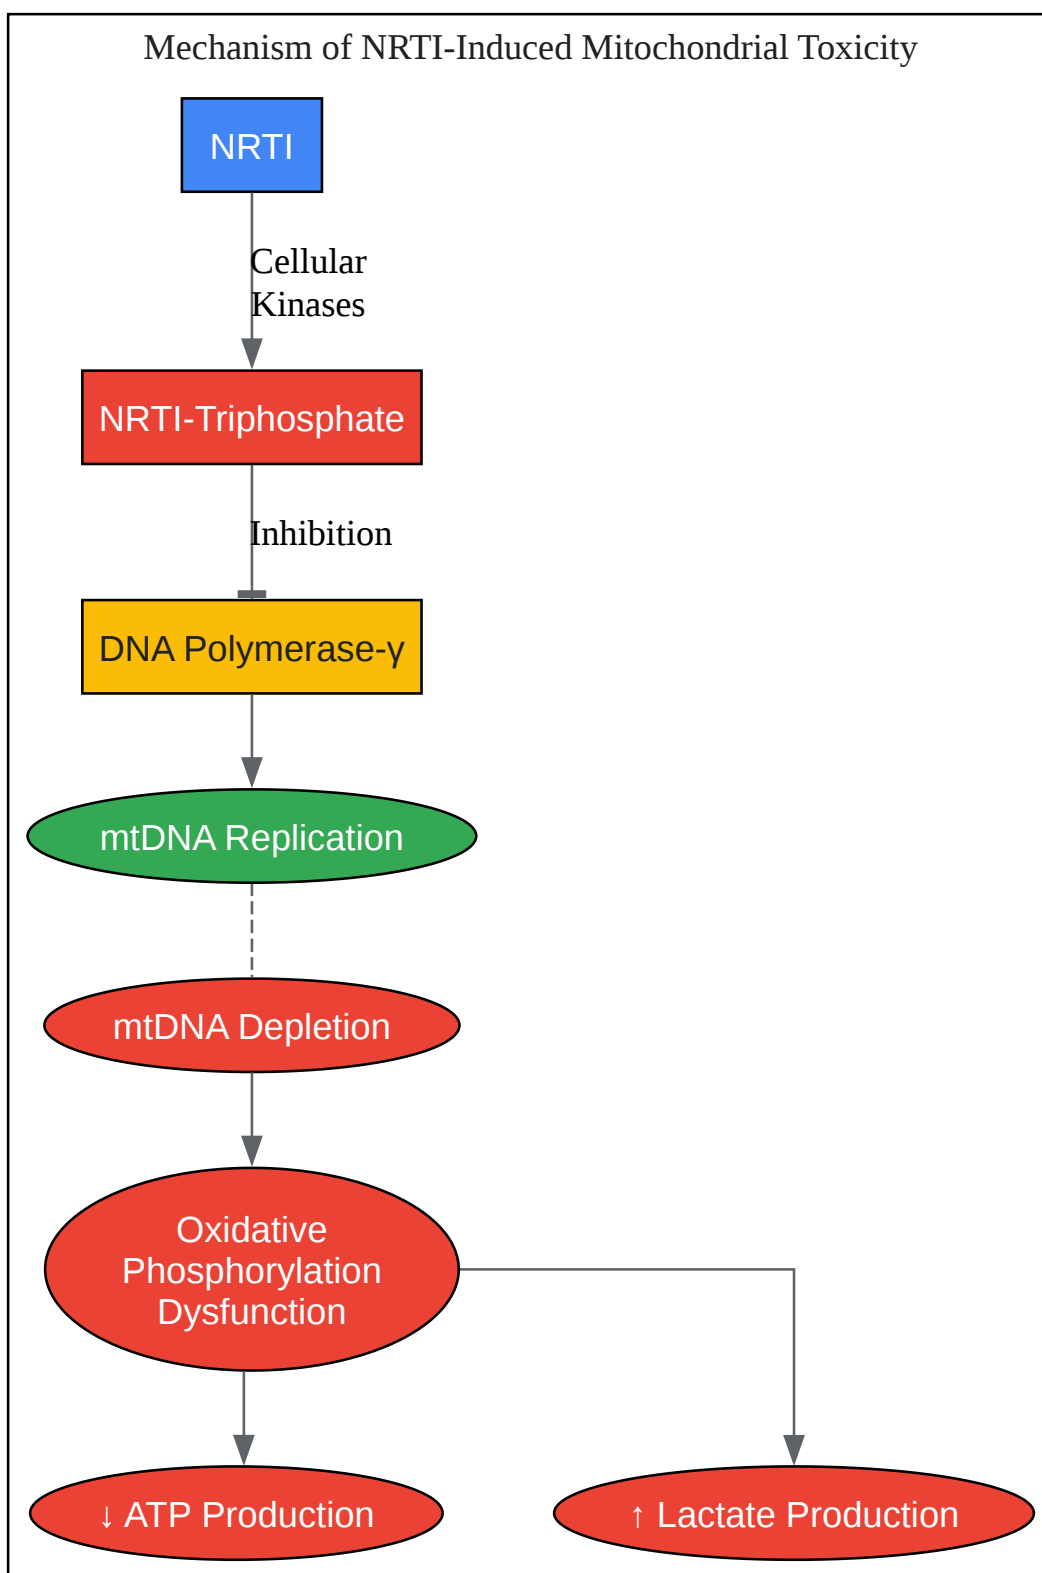 Mechanism of NRTI-Induced Mitochondrial Toxicity
NRTI
Cellular
Kinases
NRTI-Triphosphate
Inhibition
DNA Polymerase-γ
mtDNA Replication
mtDNA Depletion
Oxidative
Phosphorylation
Dysfunction
↓ ATP Production
↑ Lactate Production